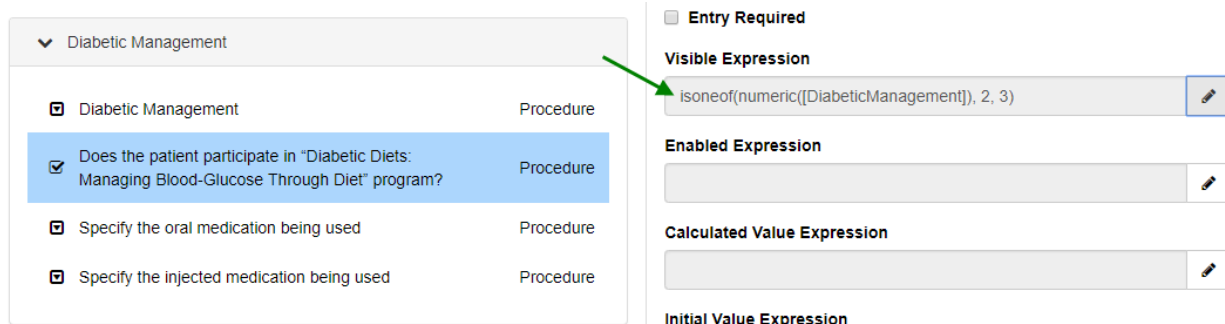 Diabetic Management
Diabetic Management Procedure
Does the patient participate in “Diabetic Diets:
Managing Blood-Glucose Through Diet” program? Procedure
Specify the oral medication being used Procedure
Specify the injected medication being used Procedure
Entry Required
Visible Expression
isoneof(numeric([DiabeticManagement]), 2, 3)
Enabled Expression
Calculated Value Expression
Initial Value Expression